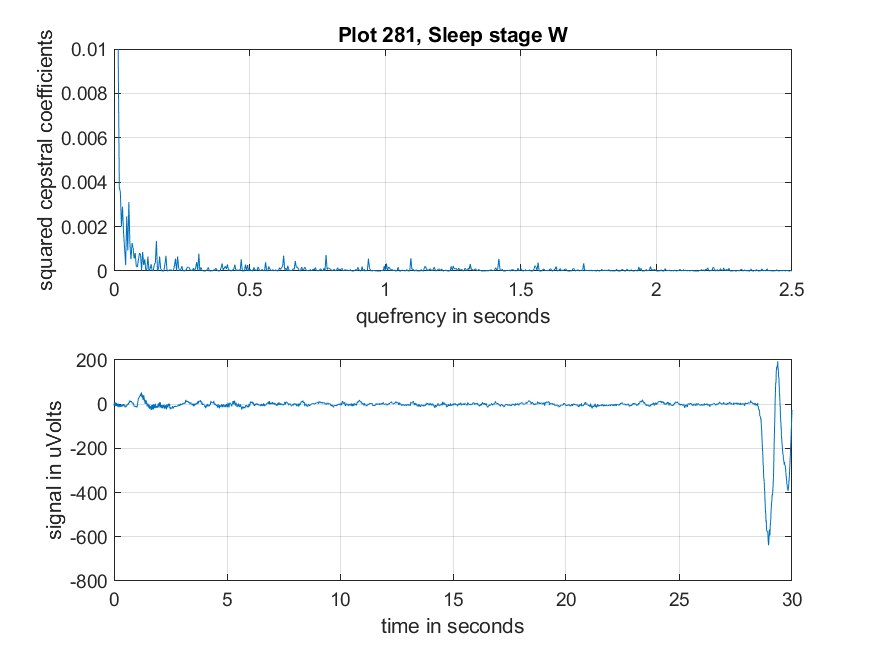 Plot 281, Sleep stage W
squared cepstral coefficients
0.01
0.008
0.006
0.004
0.002
0
0 0.5 1 1.5 2 2.5
quefrency in seconds
signal in uVolts
200
0
-200
-400
-600
-800
0 5 10 15 20 25 30
time in seconds